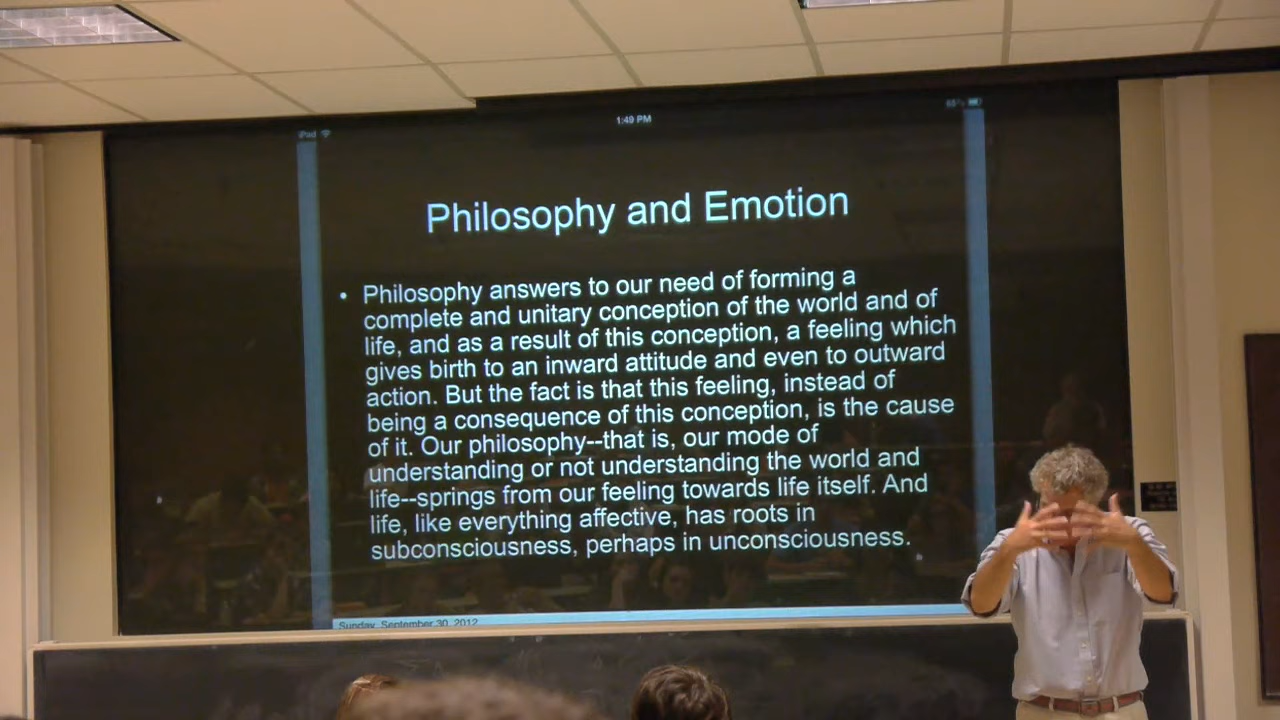 iPad
1:49 PM
Philosophy and Emotion
• Philosophy answers to our need of forming a
complete and unitary conception of the world and of
life, and as a result of this conception, a feeling which
gives birth to an inward attitude and even to outward
action. But the fact is that this feeling, instead of
being a consequence of this conception, is the cause
of it. Our philosophy--that is, our mode of
understanding or not understanding the world and
life--springs from our feeling towards life itself. And
life, like everything affective, has roots in
subconsciousness, perhaps in unconsciousness.
Sunday, September 30, 2012